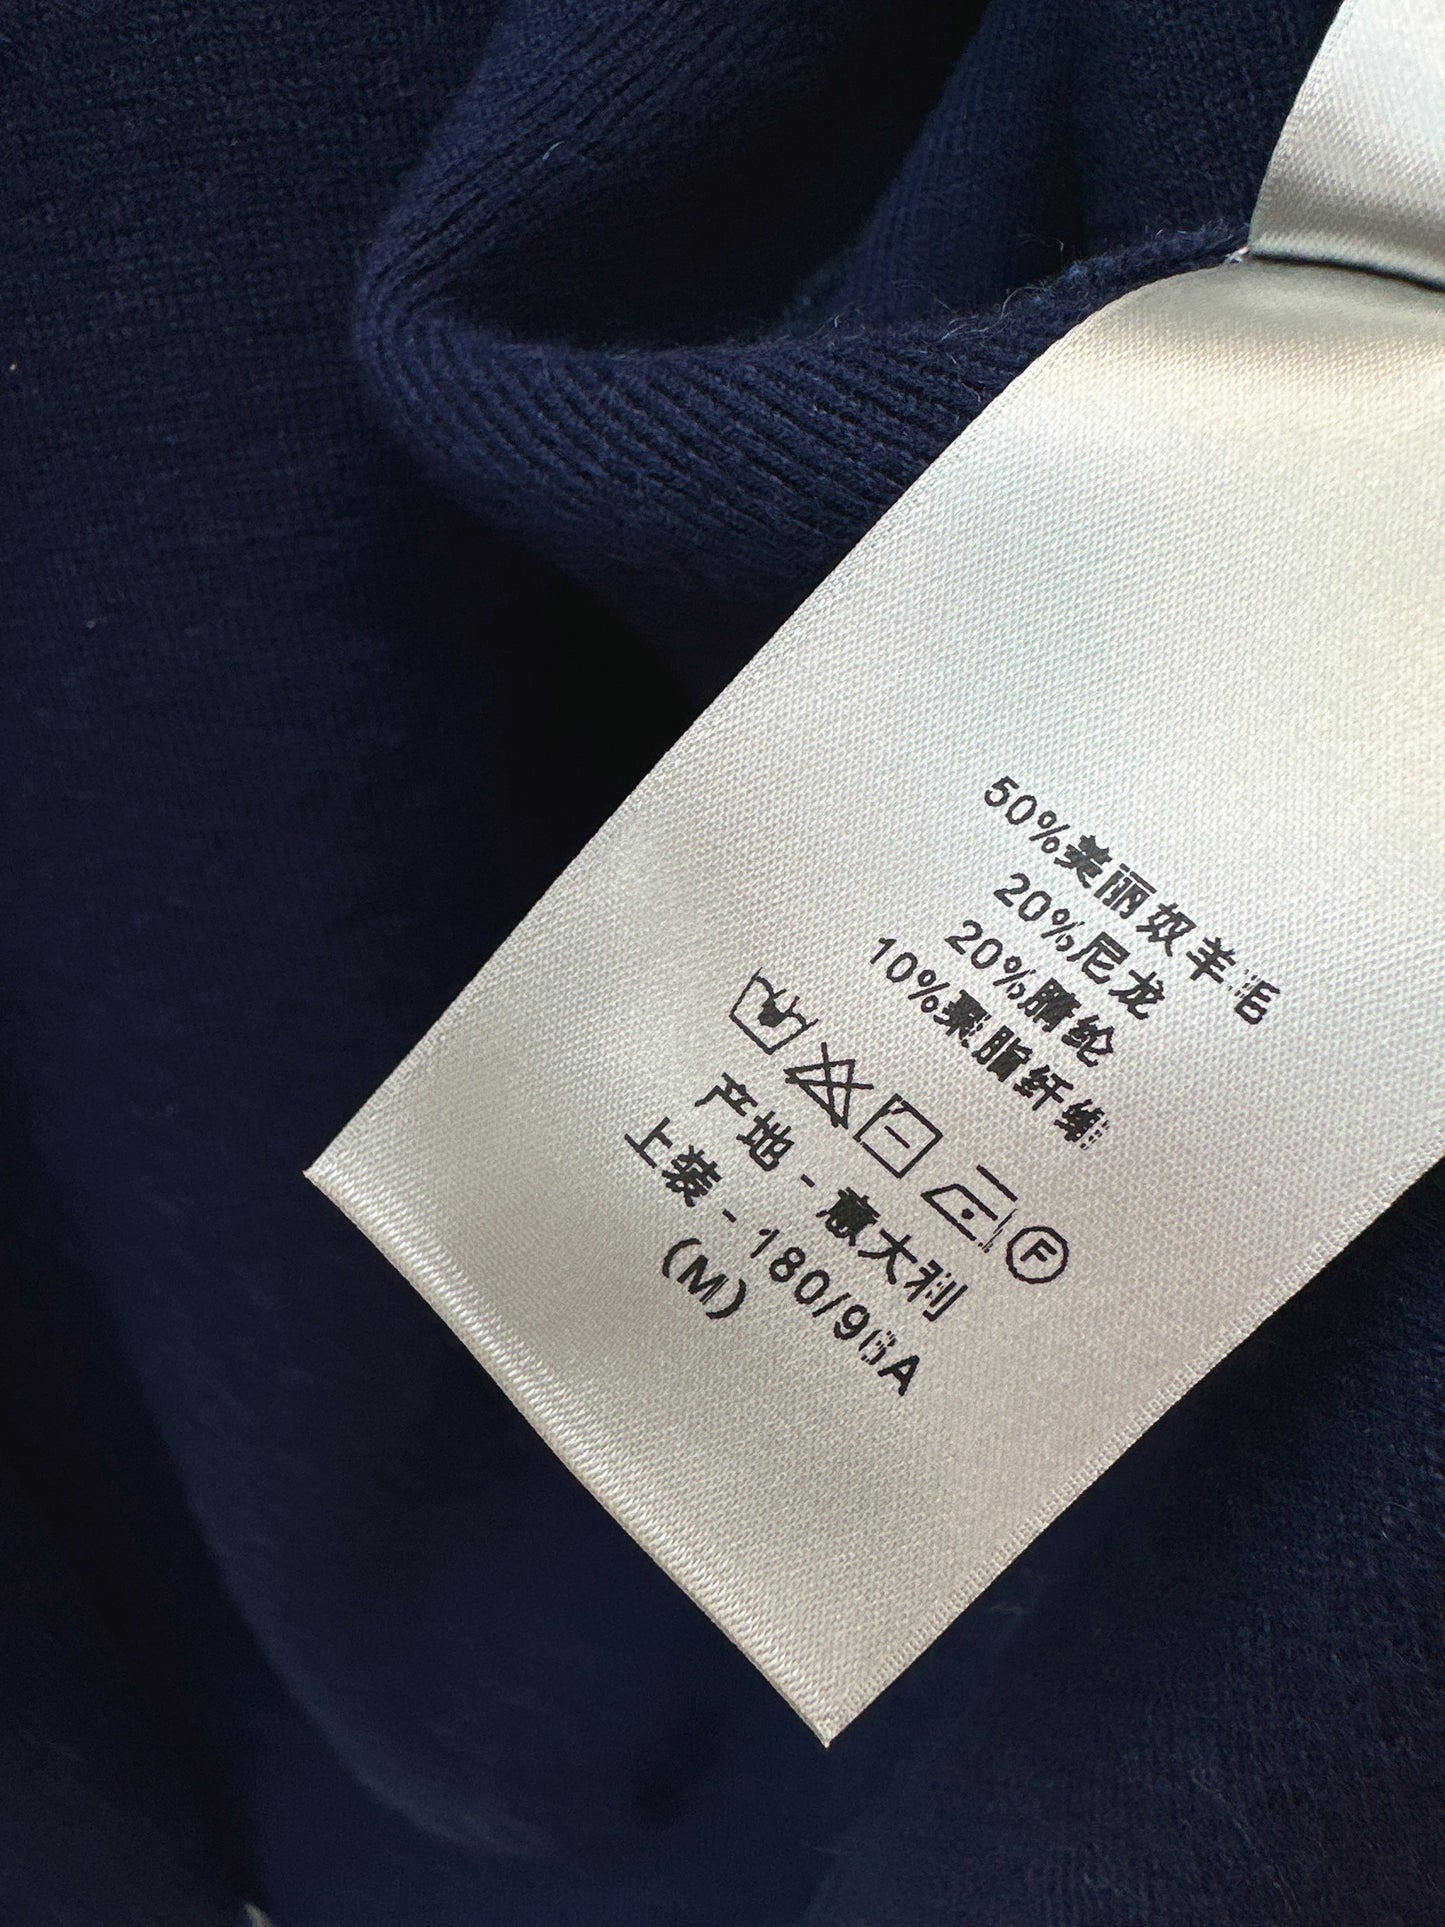 50%美丽奴羊毛
20%尼龙
20%腈纶
10%聚脂纤维
F
产地-意大利
上装-180/96A
(M)